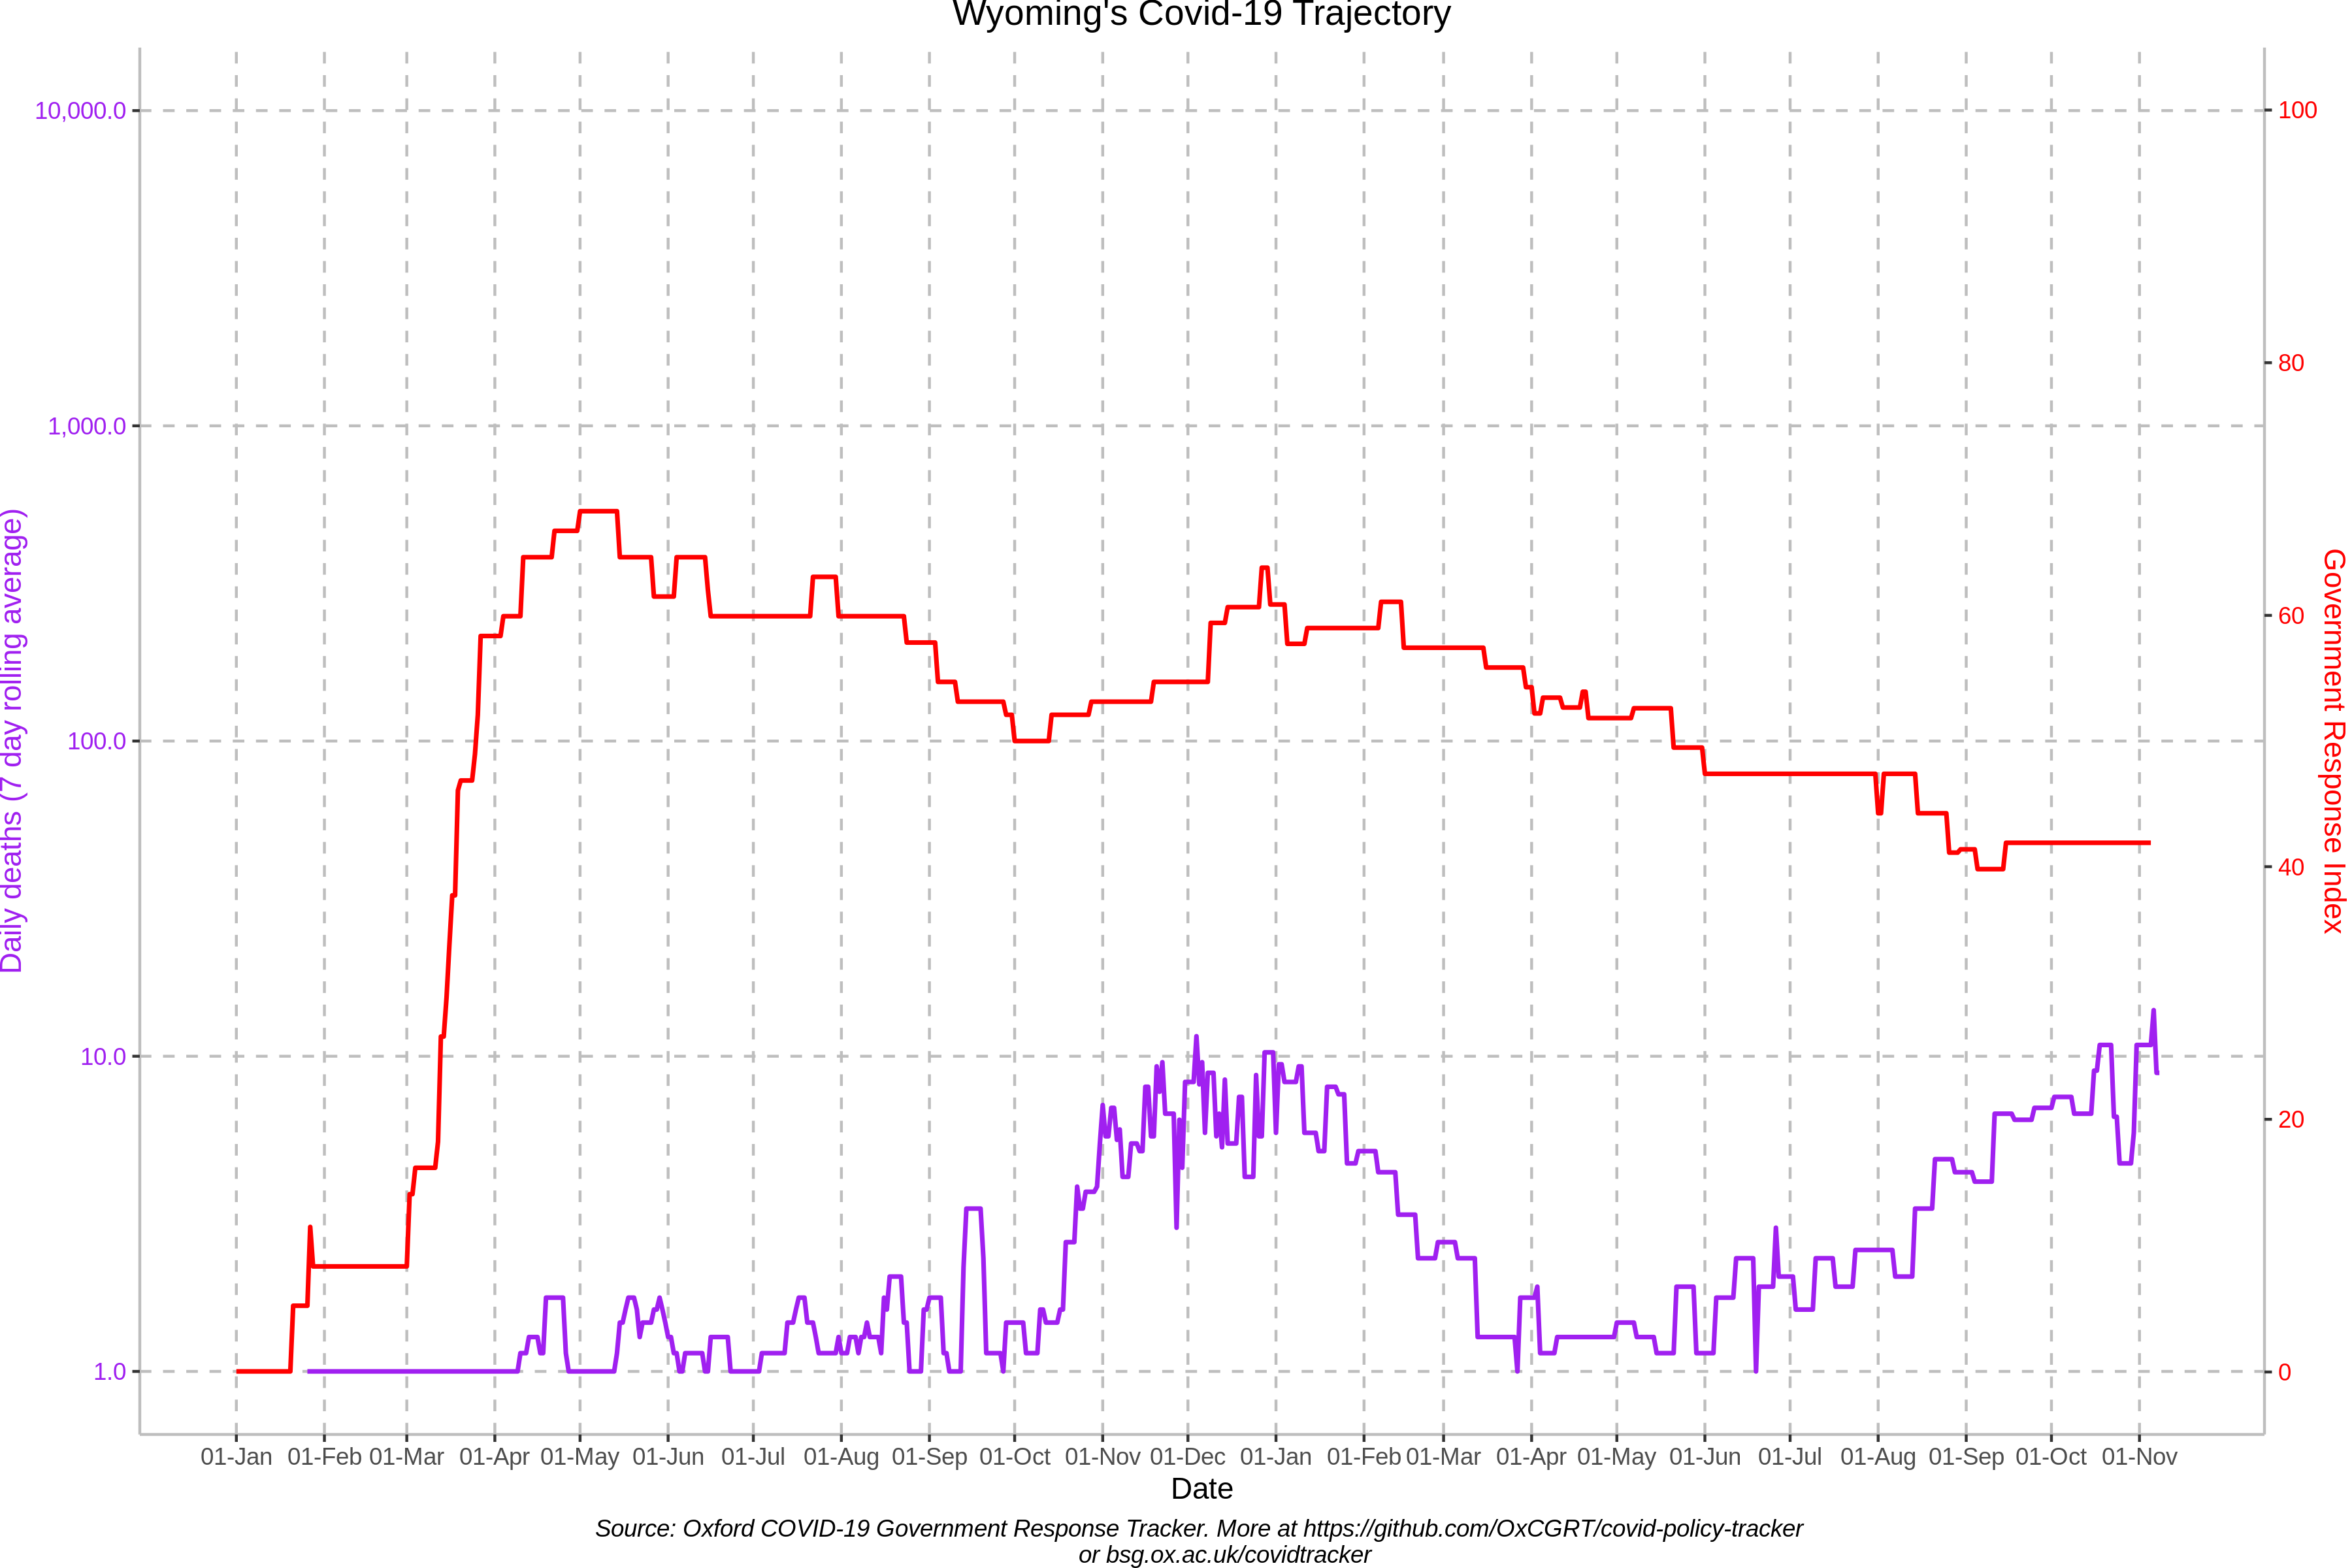 Wyoming's Covid-19 Trajectory
10,000.0
1,000.0
100.0
10.0
1.0
Daily deaths (7 day rolling average)
100
80
60
40
20
0
Government Response Index
01-Jan 01-Feb 01-Mar 01-Apr 01-May 01-Jun 01-Jul 01-Aug 01-Sep 01-Oct 01-Nov 01-Dec 01-Jan 01-Feb 01-Mar 01-Apr 01-May 01-Jun 01-Jul 01-Aug 01-Sep 01-Oct 01-Nov
Date
Source: Oxford COVID-19 Government Response Tracker. More at https://github.com/OxCGRT/covid-policy-tracker
or bsg.ox.ac.uk/covidtracker